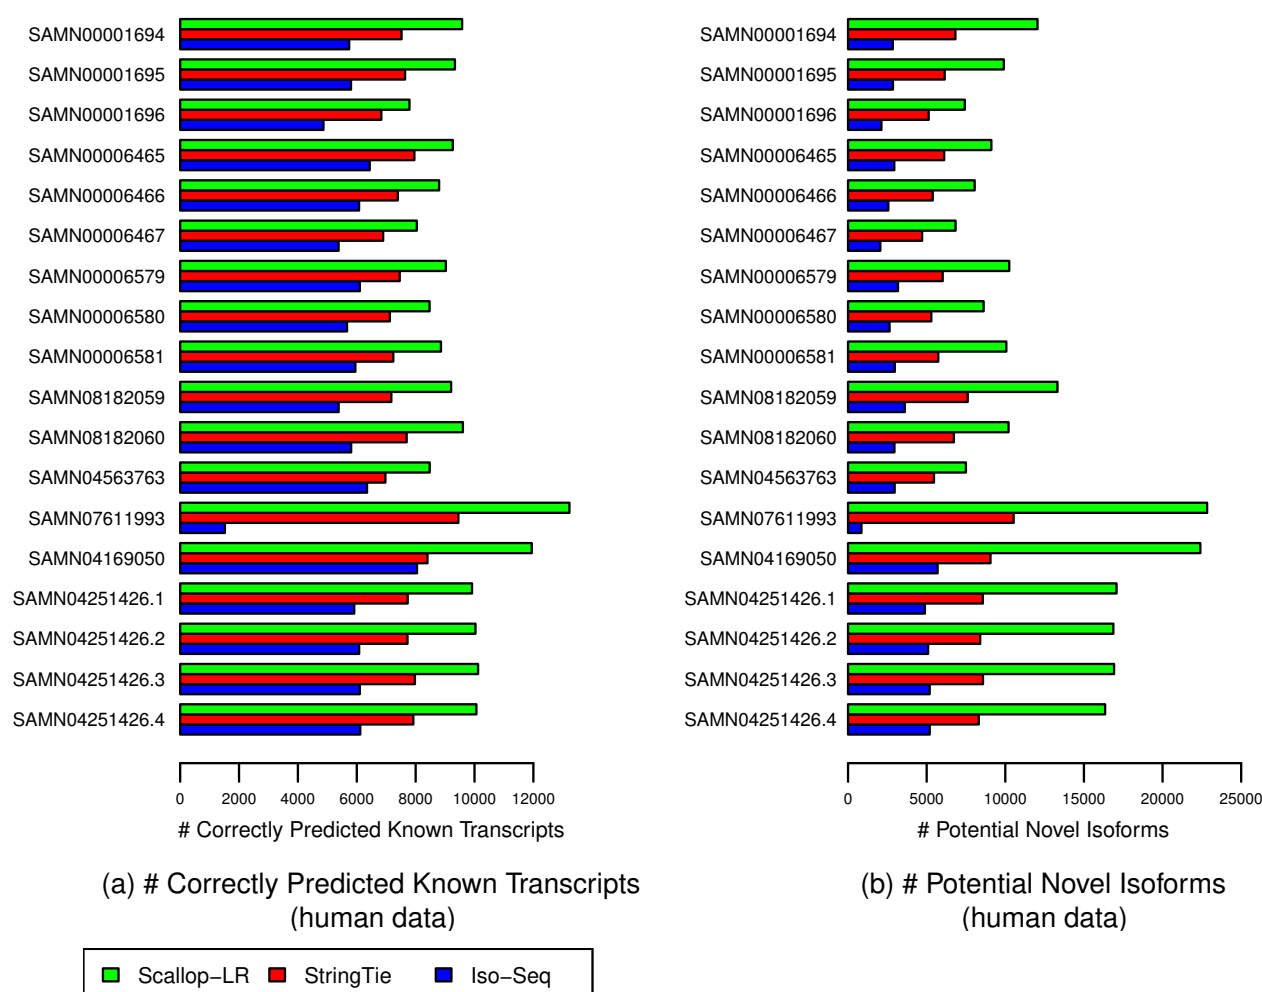 SAMN00001694
SAMN00001695
SAMN00001696
SAMN00006465
SAMN00006466
SAMN00006467
SAMN00006579
SAMN00006580
SAMN00006581
SAMN08182059
SAMN08182060
SAMN04563763
SAMN07611993
SAMN04169050
SAMN04251426.1
SAMN04251426.2
SAMN04251426.3
SAMN04251426.4
0 2000 4000 6000 8000 10000 12000
# Correctly Predicted Known Transcripts
(a) # Correctly Predicted Known Transcripts
(human data)
SAMN00001694
SAMN00001695
SAMN00001696
SAMN00006465
SAMN00006466
SAMN00006467
SAMN00006579
SAMN00006580
SAMN00006581
SAMN08182059
SAMN08182060
SAMN04563763
SAMN07611993
SAMN04169050
SAMN04251426.1
SAMN04251426.2
SAMN04251426.3
SAMN04251426.4
0 5000 10000 15000 20000 25000
# Potential Novel Isoforms
(b) # Potential Novel Isoforms
(human data)
Scallop−LR StringTie Iso−Seq